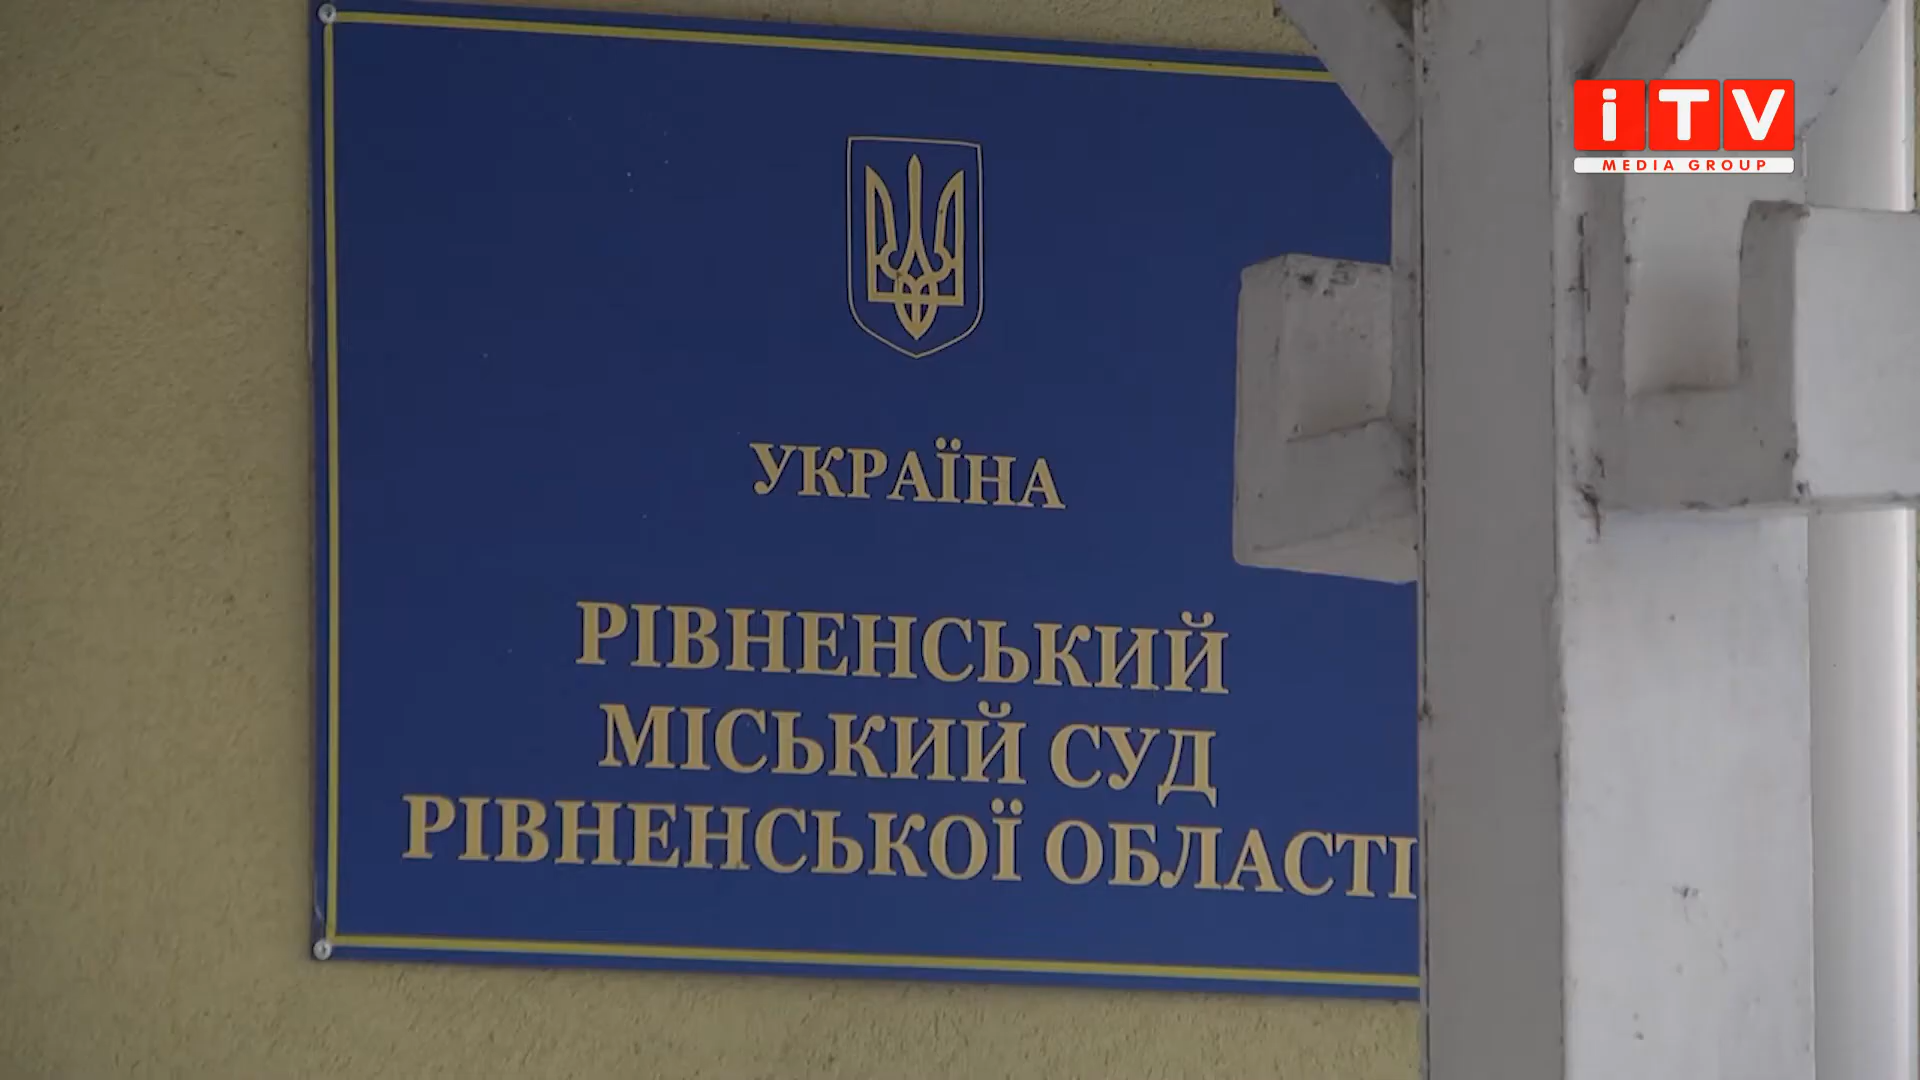 iTV
MEDIA GROUP
УКРАЇНА
РІВНЕНСЬКИЙ
МІСЬКИЙ СУД
РІВНЕНСЬКОЇ ОБЛАСТІ